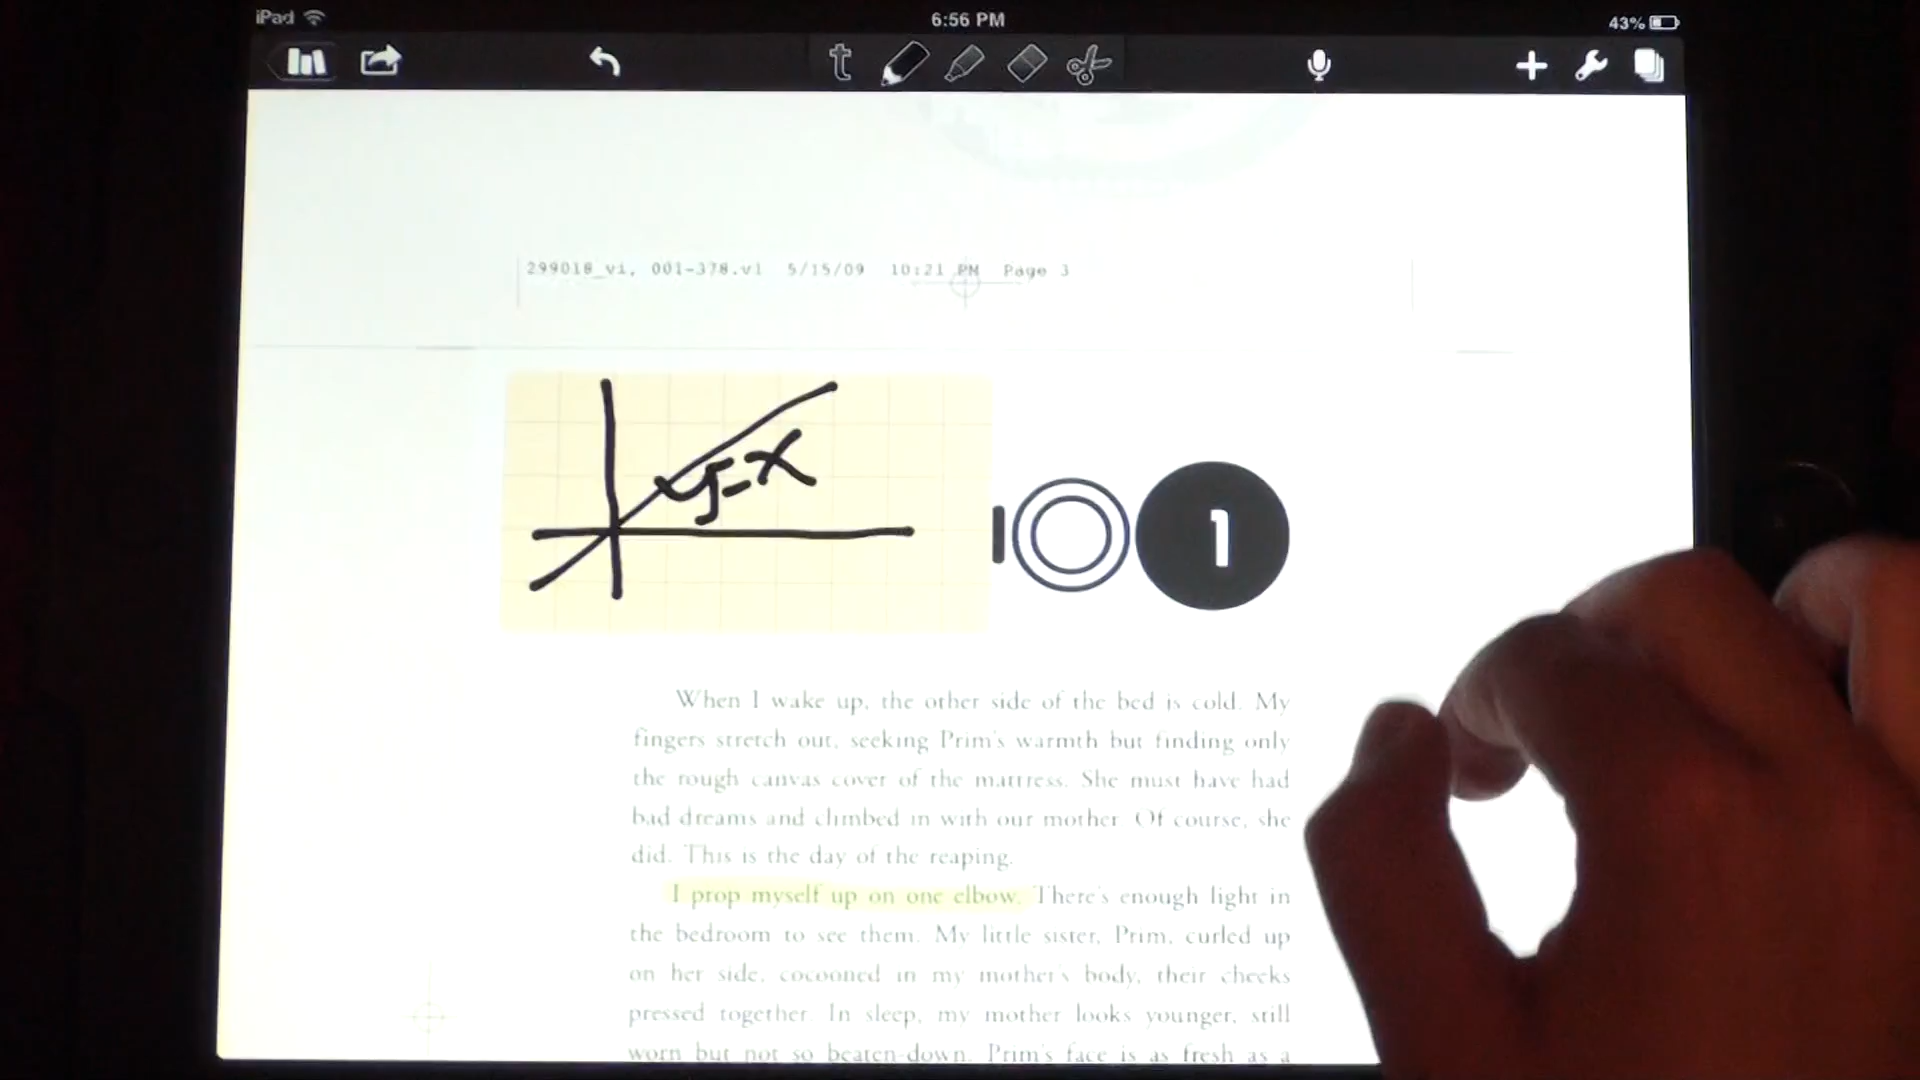 iPad
6:56 PM
43%
t
299018_vi, 001-378.v1 5/15/09 10:21 PM Page 3
y=x
1
When I wake up, the other side of the bed is cold. My
fingers stretch out, seeking Prim's warmth but finding only
the rough canvas cover of the mattress. She must have had
bad dreams and climbed in with our mother. Of course, she
did. This is the day of the reaping.
I prop myself up on one elbow. There's enough light in
the bedroom to see them. My little sister, Prim, curled up
on her side, cocooned in my mother's body, their cheeks
pressed together. In sleep, my mother looks younger, still
worn but not so beaten-down. Prim's face is as fresh as a